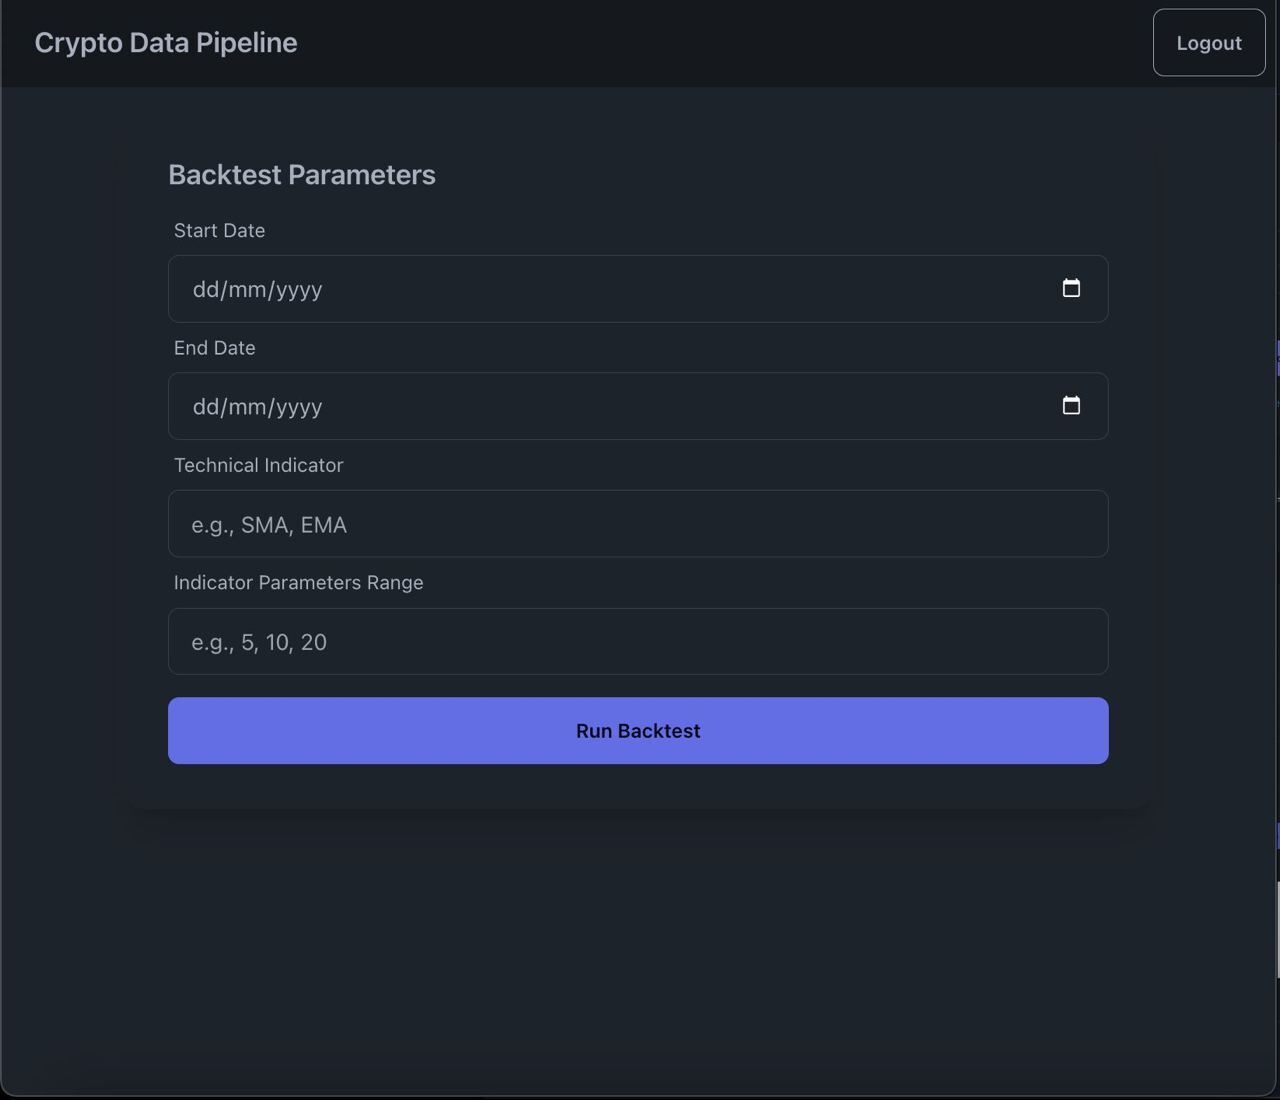 Crypto Data Pipeline
Logout
Backtest Parameters
Start Date
dd/mm/yyyy
End Date
dd/mm/yyyy
Technical Indicator
e.g., SMA, EMA
Indicator Parameters Range
e.g., 5, 10, 20
Run Backtest